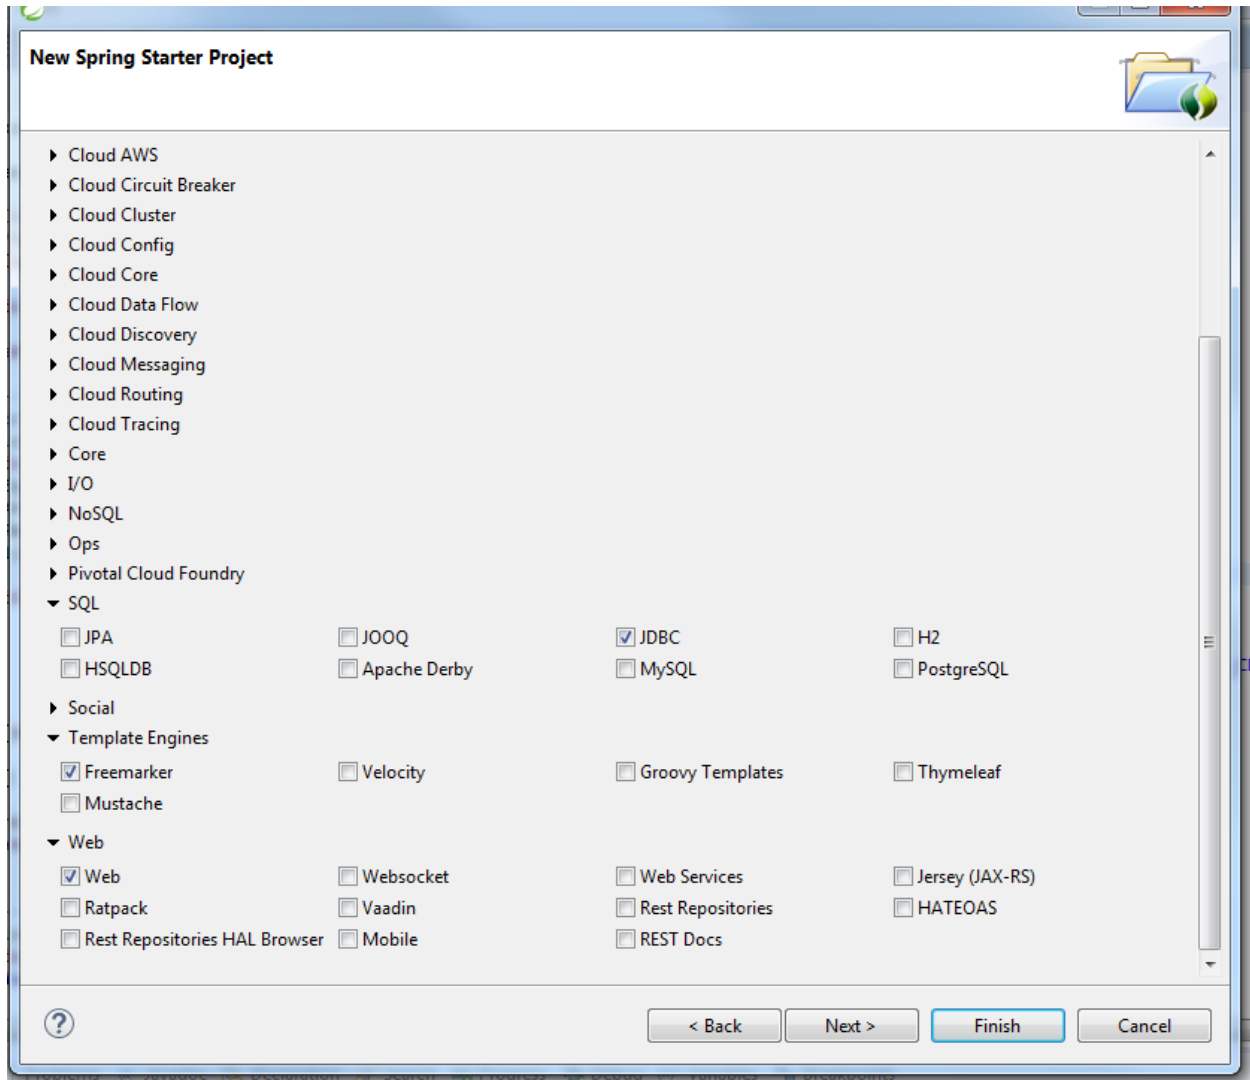 New Spring Starter Project
Cloud AWS
Cloud Circuit Breaker
Cloud Cluster
Cloud Config
Cloud Core
Cloud Data Flow
Cloud Discovery
Cloud Messaging
Cloud Routing
Cloud Tracing
Core
I/O
NoSQL
Ops
Pivotal Cloud Foundry
SQL
JPA JOOQ JDBC H2
HSQLDB Apache Derby MySQL PostgreSQL
Social
Template Engines
Freemarker Velocity Groovy Templates Thymeleaf
Mustache
Web
Web Websocket Web Services Jersey (JAX-RS)
Ratpack Vaadin Rest Repositories HATEOAS
Rest Repositories HAL Browser Mobile REST Docs
< Back Next > Finish Cancel